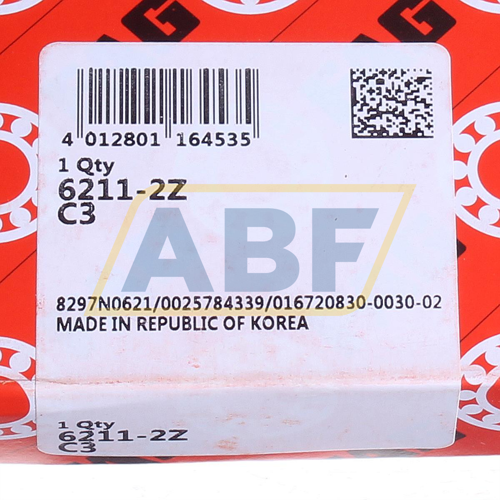 4 012801 164535
1 Qty
6211-2Z
C3
ABF
8297N0621/0025784339/016720830-0030-02
MADE IN REPUBLIC OF KOREA
1 Qty
6211-2Z
C3